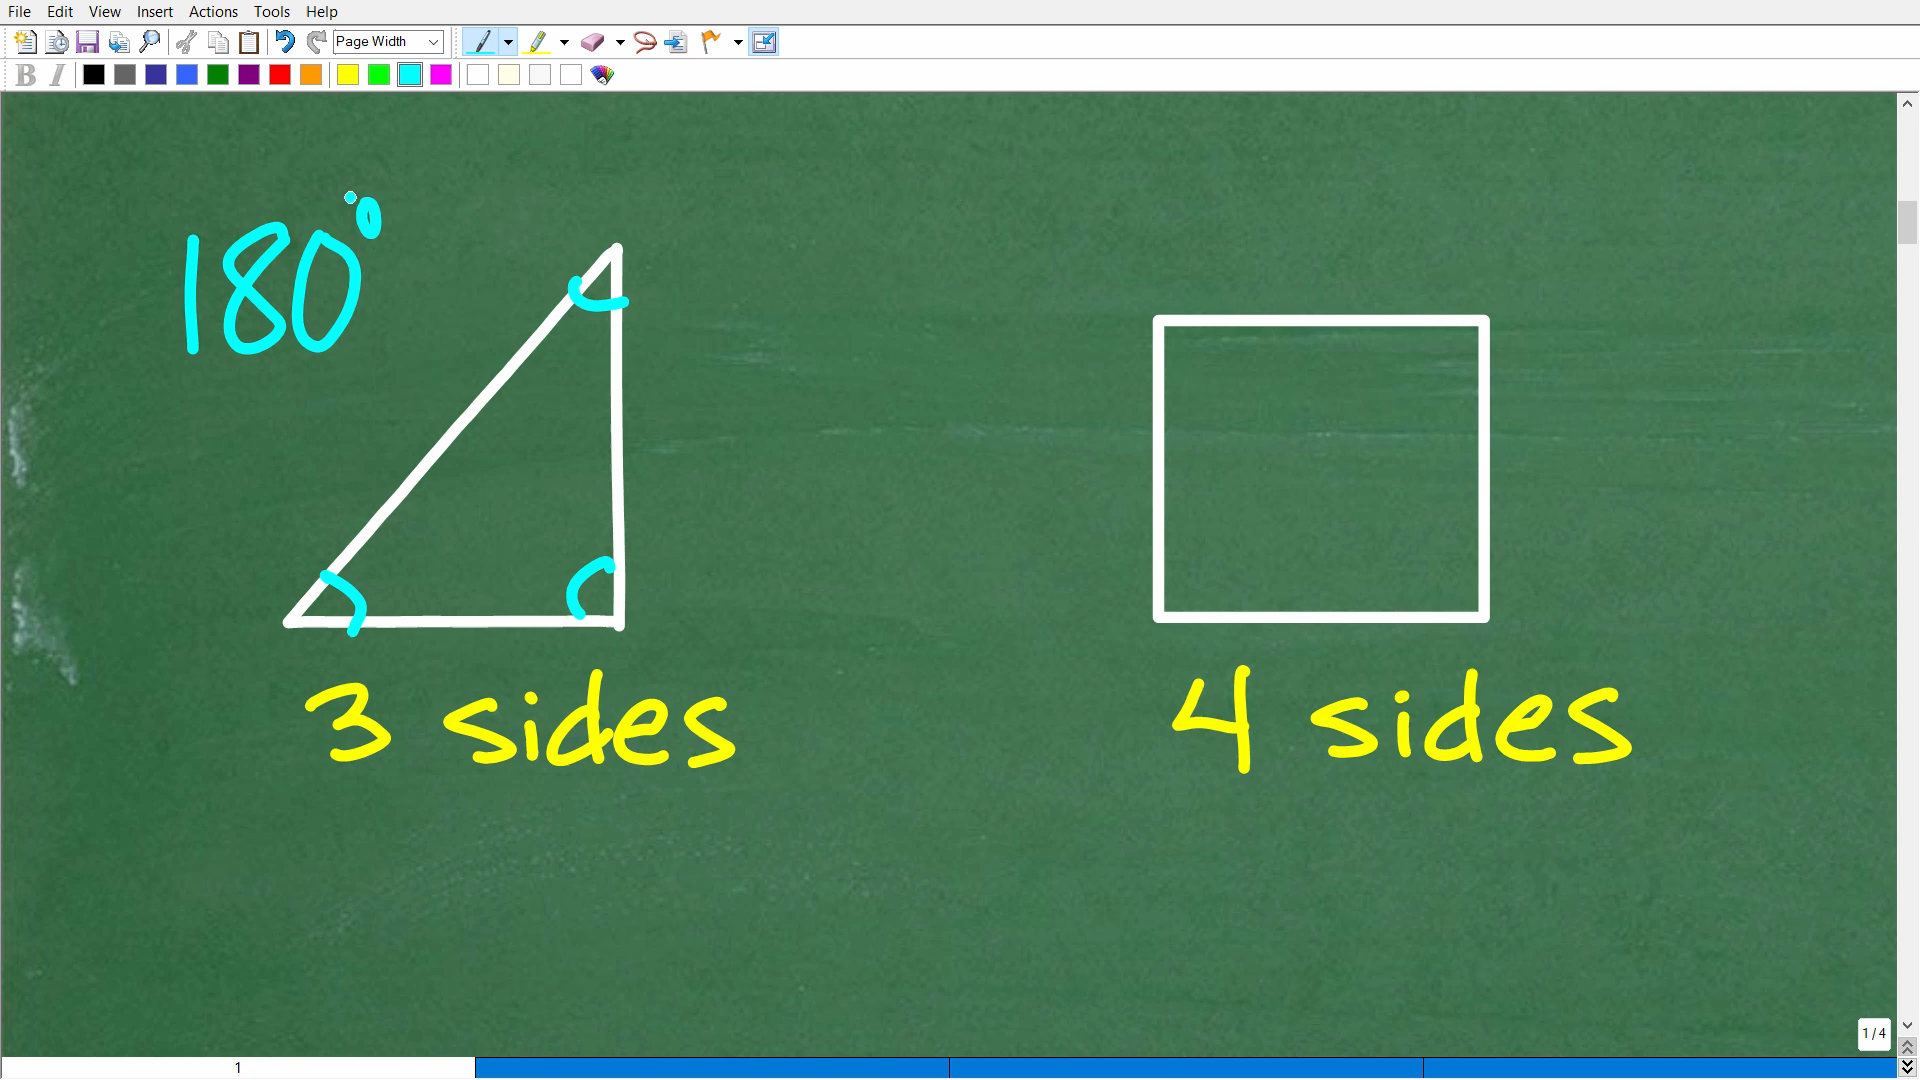 File Edit View Insert Actions Tools Help
Page Width
B I
180°
3 sides
4 sides
1 / 4
1